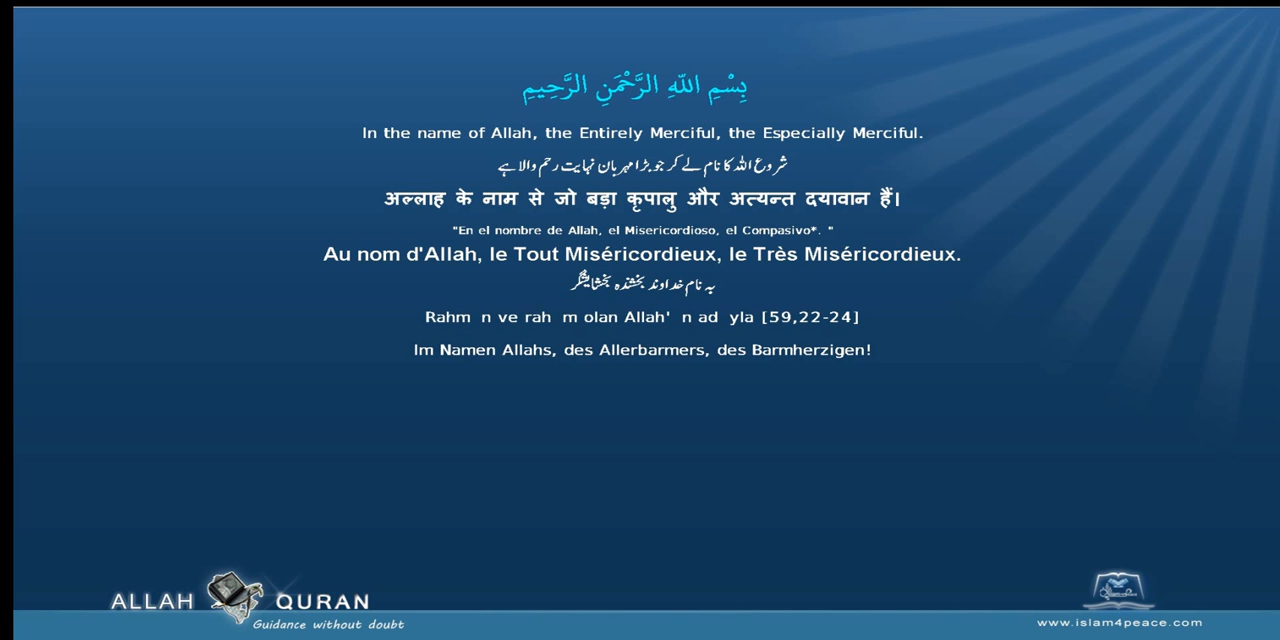 بِسْمِ اللّهِ الرَّحْمَنِ الرَّحِيمِ
In the name of Allah, the Entirely Merciful, the Especially Merciful.
شروع اللہ کا نام لے کر جو بڑا مہربان نہایت رحم والا ہے
अल्लाह के नाम से जो बड़ा कृपालु और अत्यन्त दयावान हैं।
"En el nombre de Allah, el Misericordioso, el Compasivo*. "
Au nom d'Allah, le Tout Miséricordieux, le Très Miséricordieux.
به نام خداوند بخشنده بخشایشگر
Rahm n ve rah m olan Allah' n ad yla [59,22-24]
Im Namen Allahs, des Allerbarmers, des Barmherzigen!
ALLAH QURAN
Guidance without doubt
www.islam4peace.com